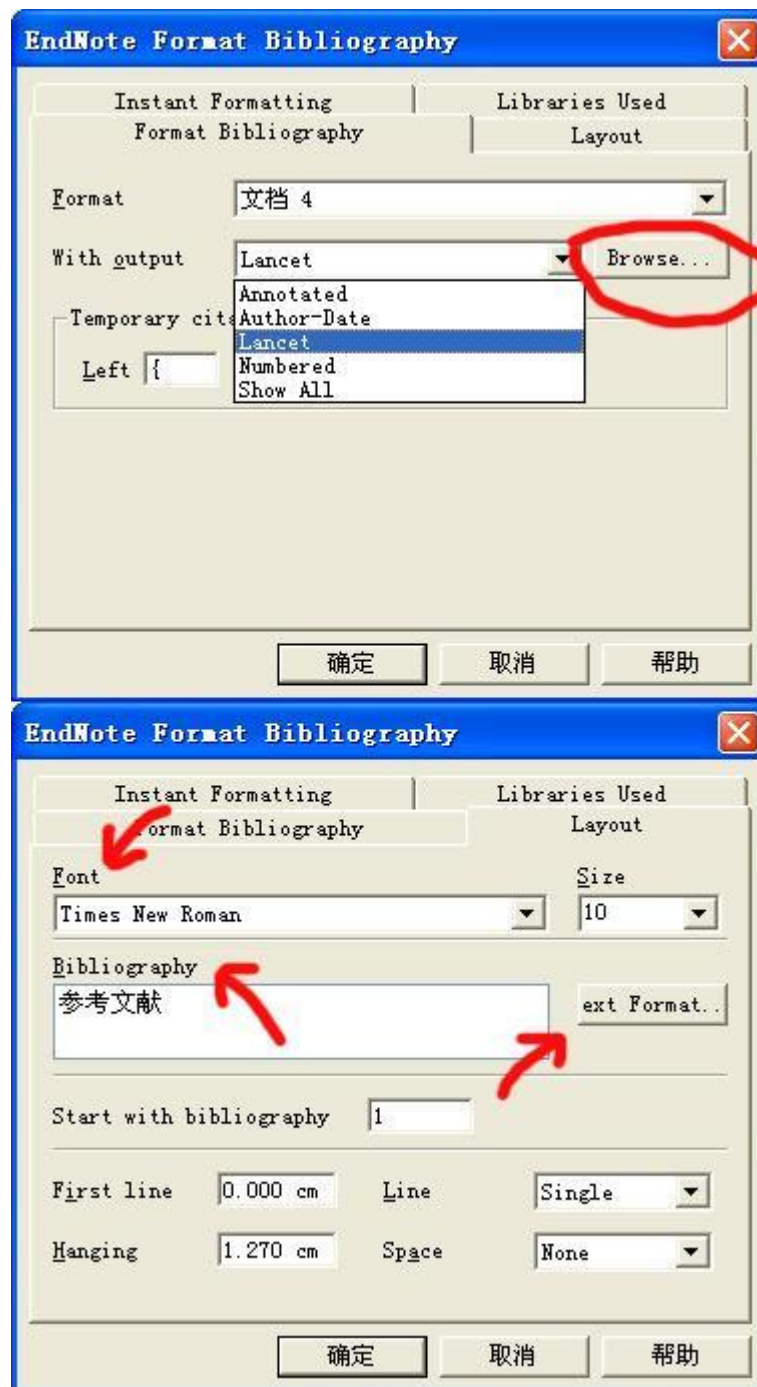 EndNote Format Bibliography
Instant Formatting Libraries Used
Format Bibliography Layout
Format 文档 4
With output Lancet Browse...
Annotated
Temporary cit Author-Date
Lancet
Left { Numbered
Show All
确定 取消 帮助
EndNote Format Bibliography
Instant Formatting Libraries Used
Format Bibliography Layout
Font Size
Times New Roman 10
Bibliography
参考文献 ext Format..
Start with bibliography 1
First line 0.000 cm Line Single
Hanging 1.270 cm Space None
确定 取消 帮助